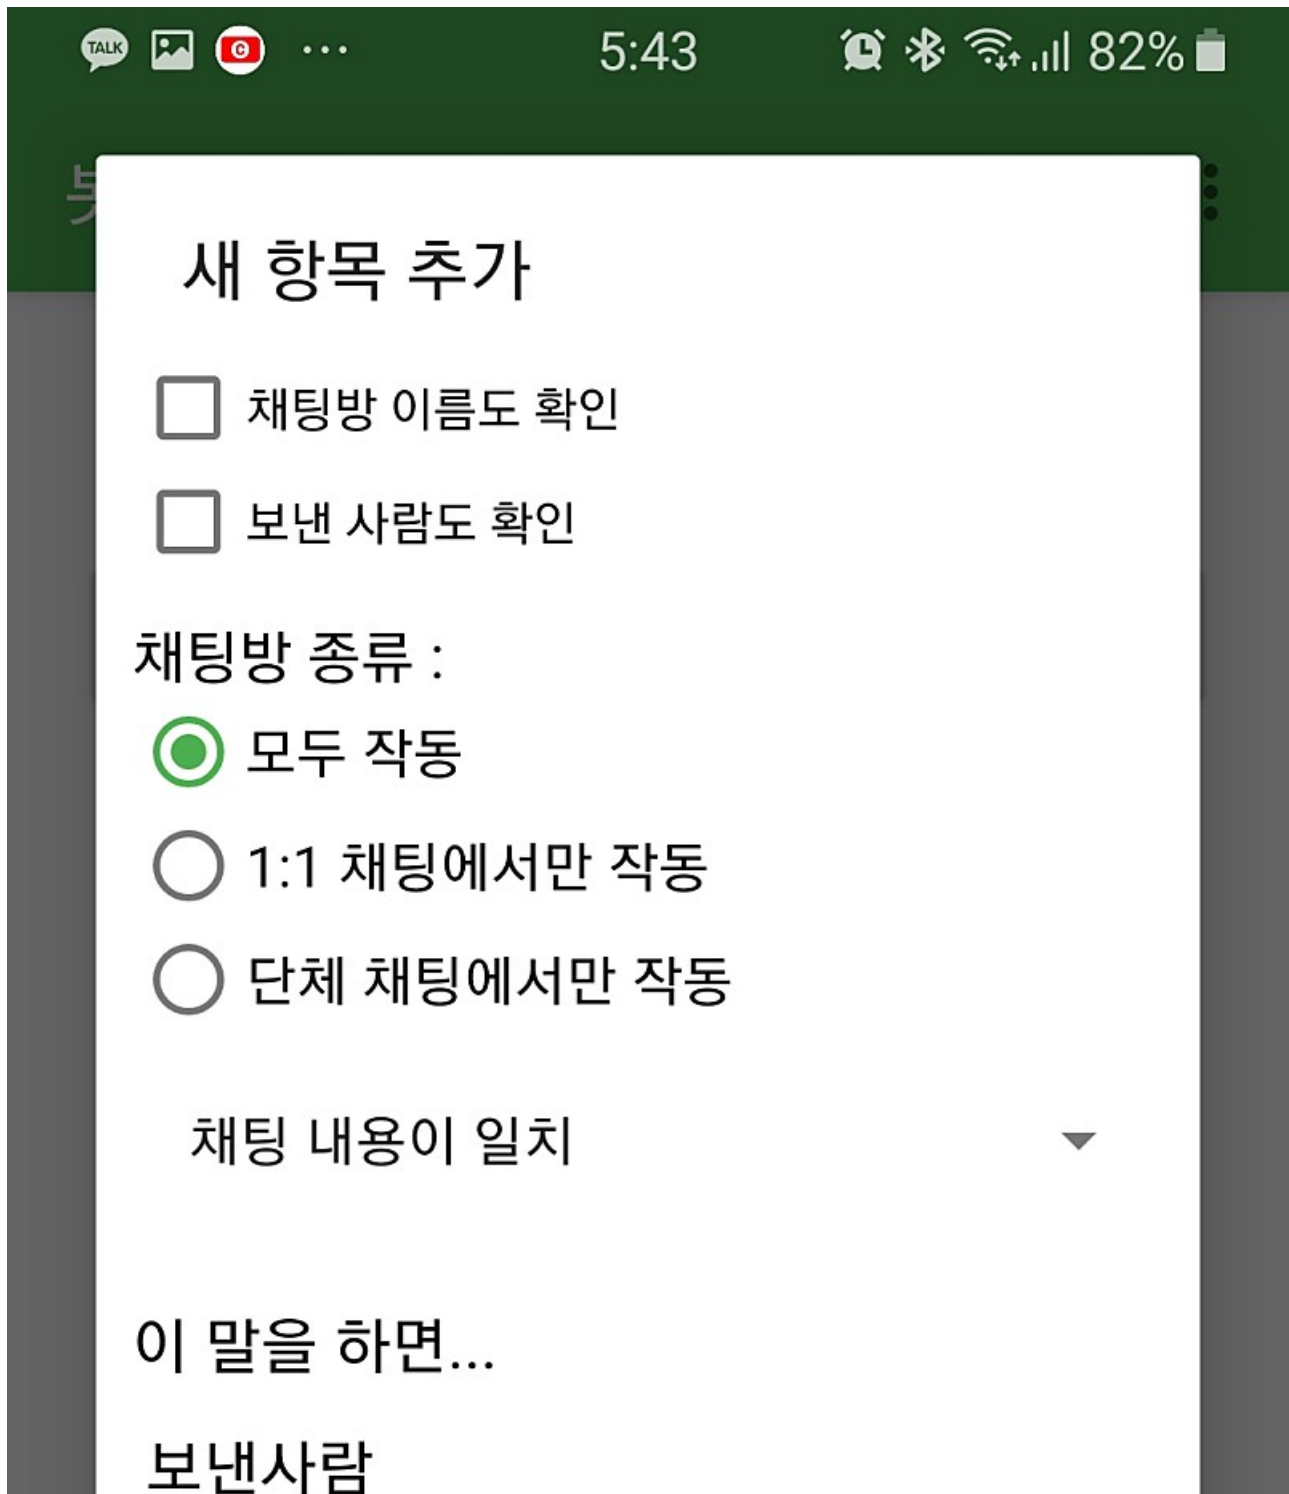 TALK C ... 5:43 82%
새 항목 추가
채팅방 이름도 확인
보낸 사람도 확인
채팅방 종류 :
모두 작동
1:1 채팅에서만 작동
단체 채팅에서만 작동
채팅 내용이 일치
이 말을 하면...
보낸사람